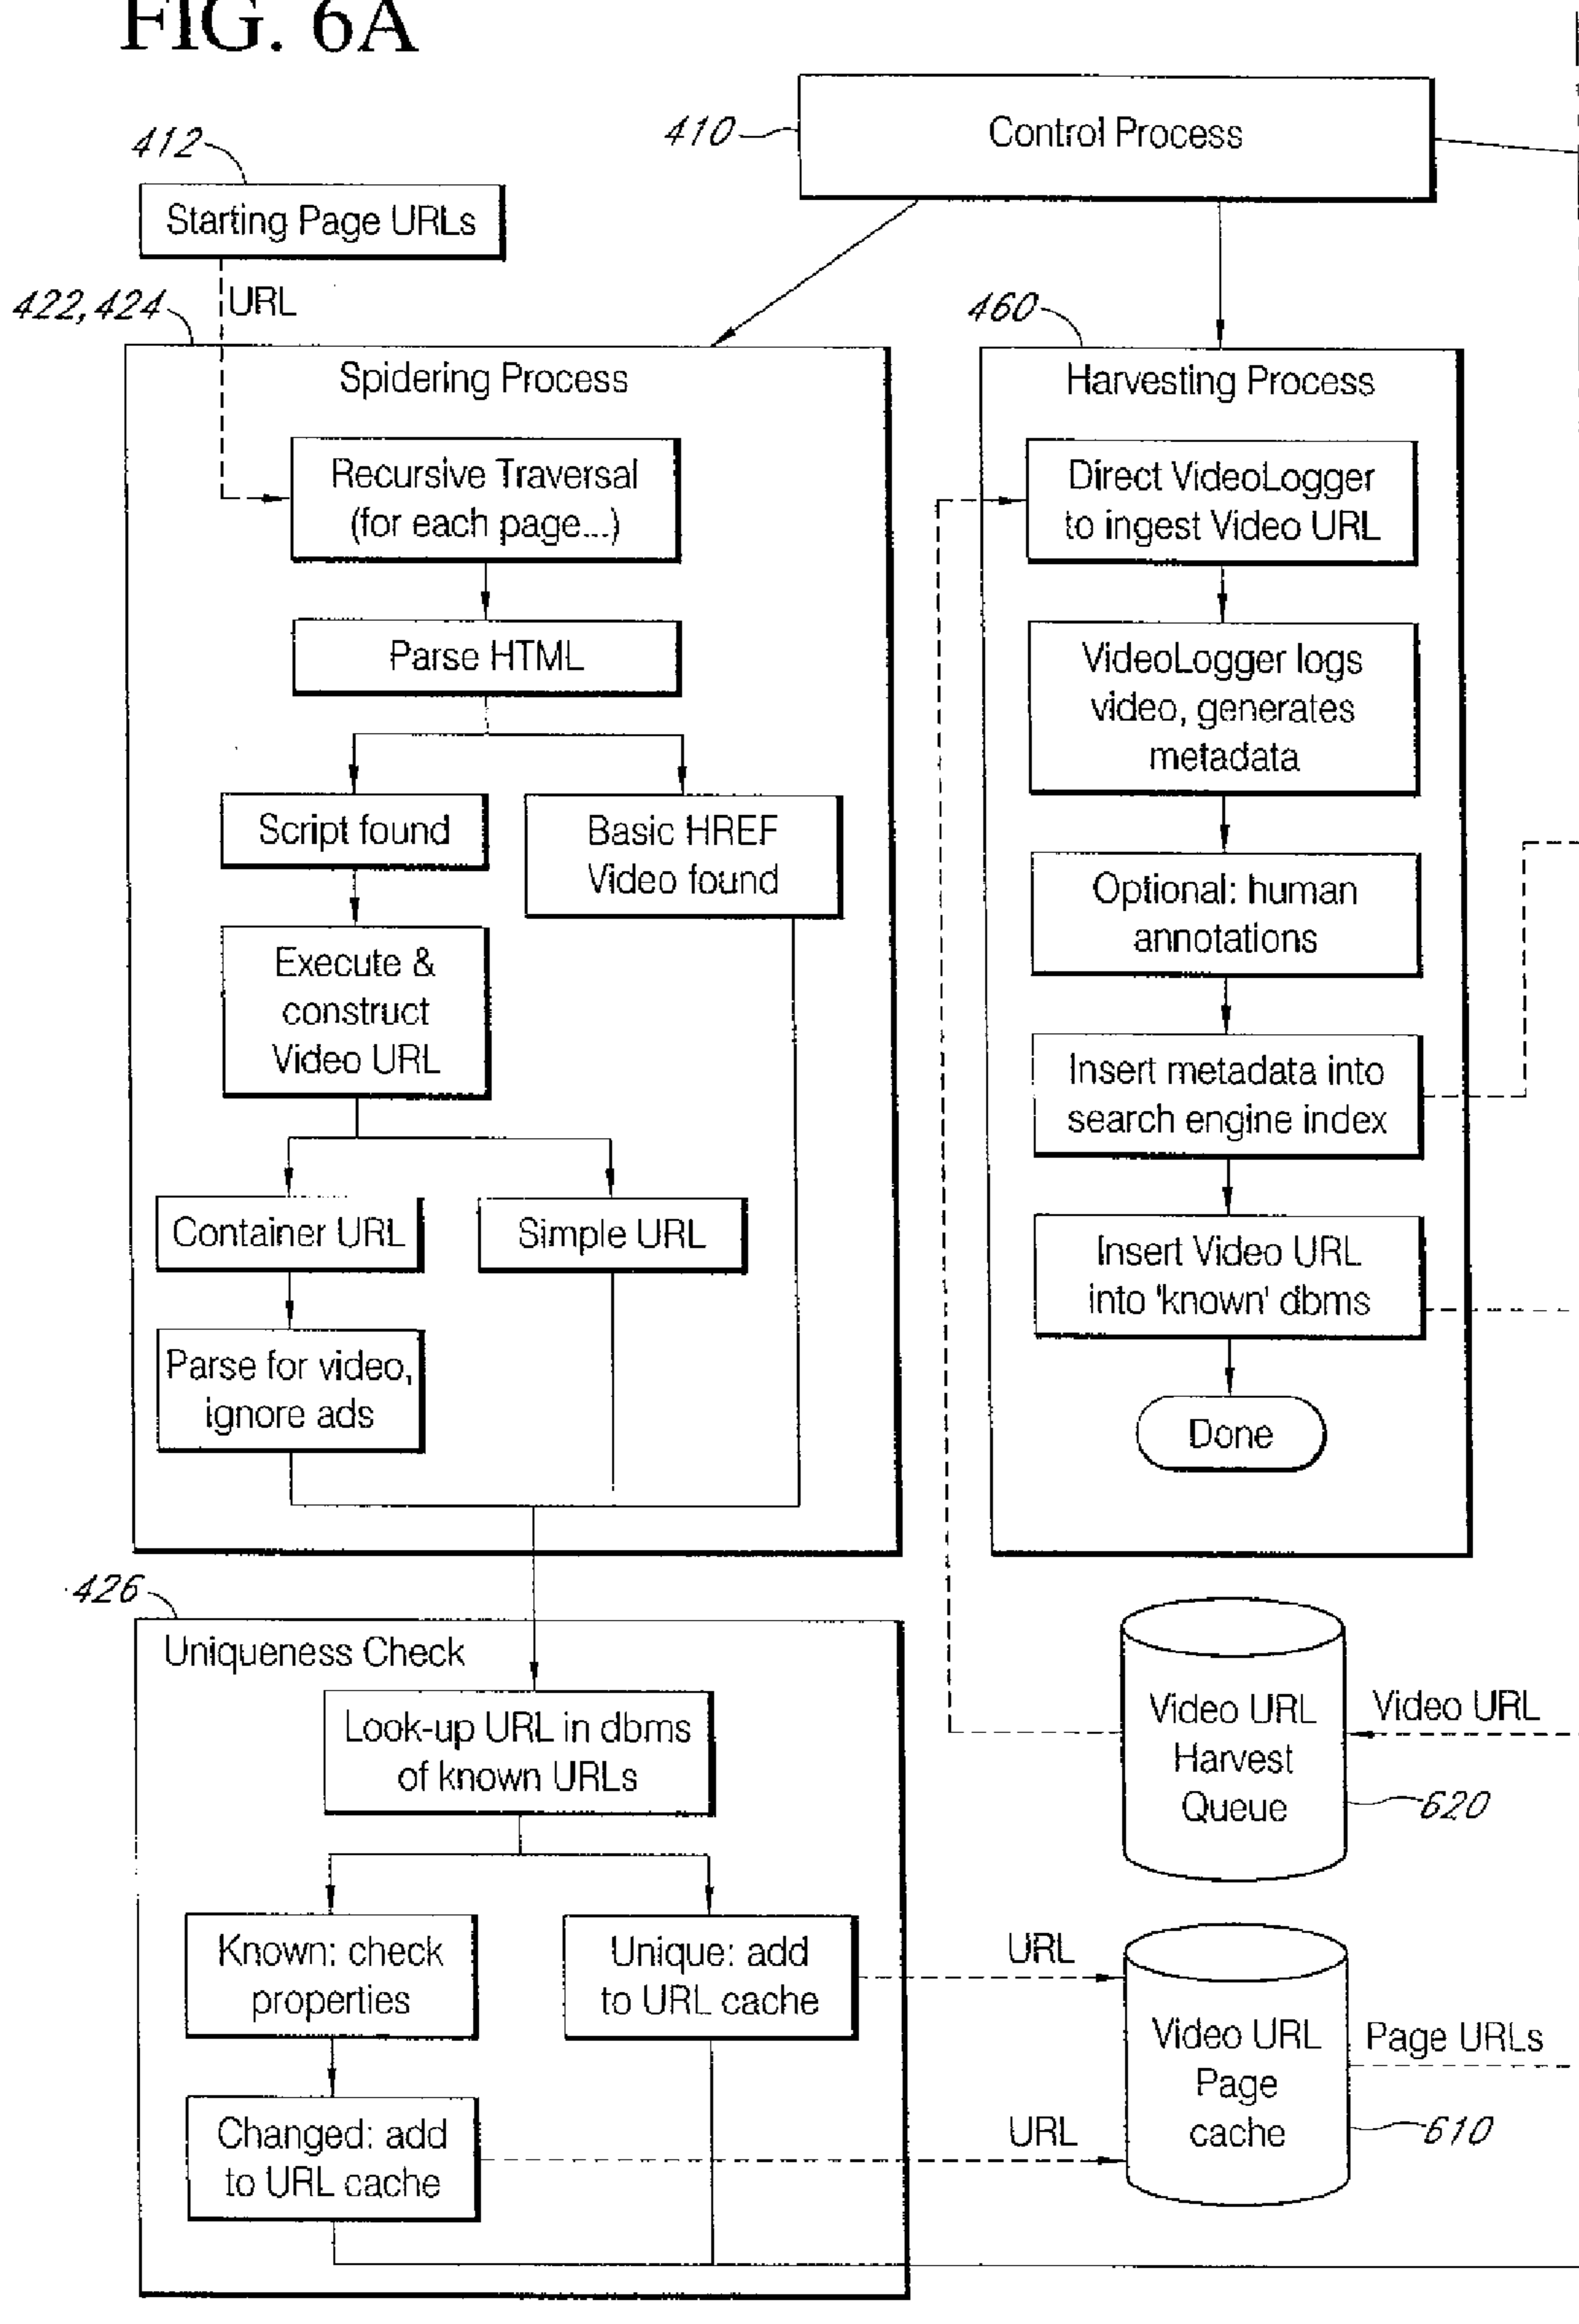 FIG. 6A
410
Control Process
412
Starting Page URLs
URL
422,424
Spidering Process
Recursive Traversal
(for each page...)
Parse HTML
Script found
Basic HREF
Video found
Execute &
construct
Video URL
Container URL
Simple URL
Parse for video,
ignore ads
460
Harvesting Process
Direct VideoLogger
to ingest Video URL
VideoLogger logs
video, generates
metadata
Optional: human
annotations
Insert metadata into
search engine index
Insert Video URL
into 'known' dbms
Done
426
Uniqueness Check
Look-up URL in dbms
of known URLs
Known: check
properties
Unique: add
to URL cache
Changed: add
to URL cache
Video URL
Harvest
Queue
Video URL
620
URL
URL
Video URL
Page
cache
Page URLs
610